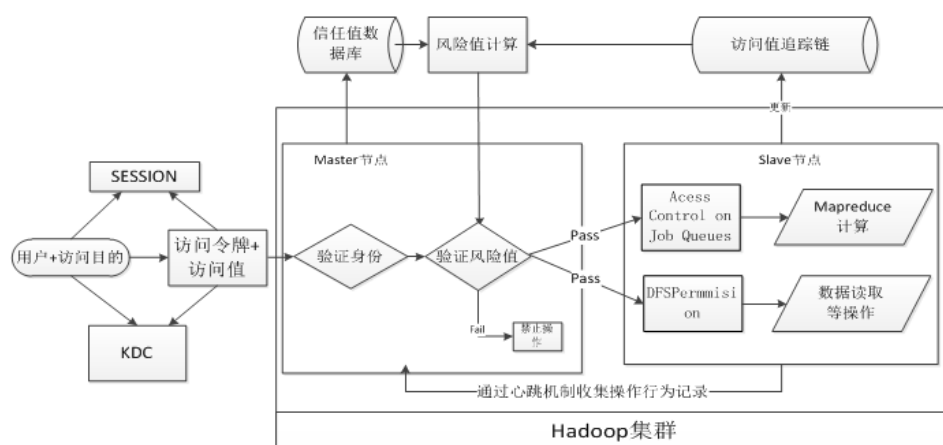 信任值数
据库
风险值计算
访问值追踪链
更新
Master节点
Slave节点
SESSION
Acess
Control on
Job Queues
Mapreduce
计算
用户+访问目的
访问令牌+
访问值
验证身份
验证风险值
Pass
Pass
DFSPermmisi
on
数据读取
等操作
Fail
禁止操
作
KDC
通过心跳机制收集操作行为记录
Hadoop集群